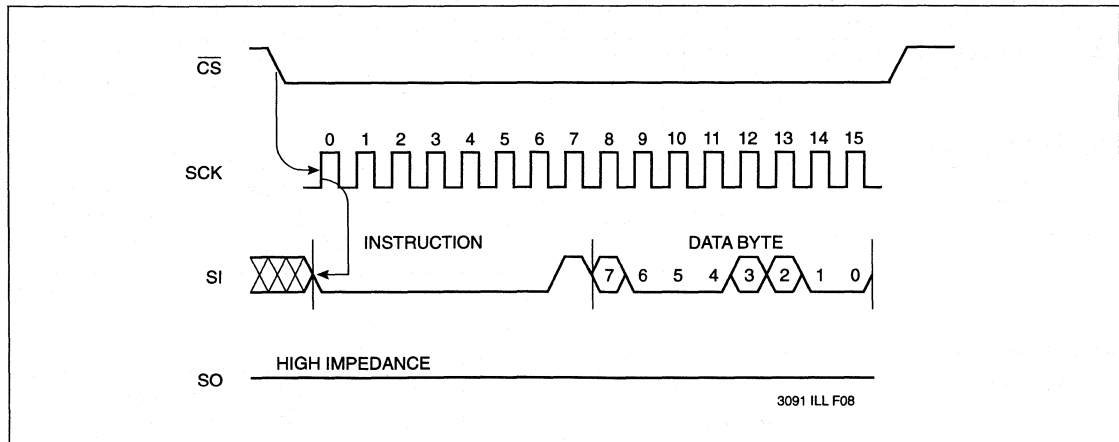 CS
0 1 2 3 4 5 6 7 8 9 10 11 12 13 14 15
SCK
INSTRUCTION DATA BYTE
SI 7 6 5 4 3 2 1 0
HIGH IMPEDANCE
SO
3091 ILL F08